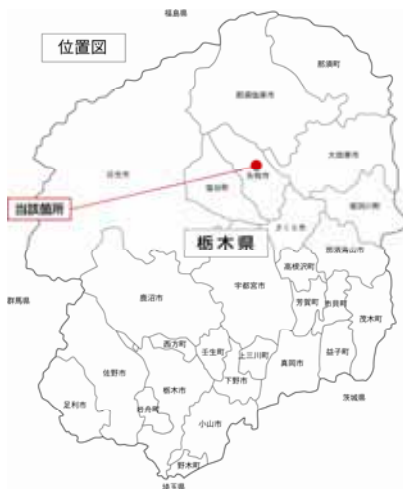 福島県
位置図
那須町
那須塩原市
大田原市
日光市
矢板市
塩谷町
当該箇所
那珂川町
さくら市
栃木県
那須烏山市
高根沢町
宇都宮市
群馬県
鹿沼市
芳賀町
市貝町
茂木町
西方町
壬生町
上三川町
真岡市
益子町
佐野市
下野市
栃木市
茨城県
足利市
岩舟町
小山市
野木町
埼玉県